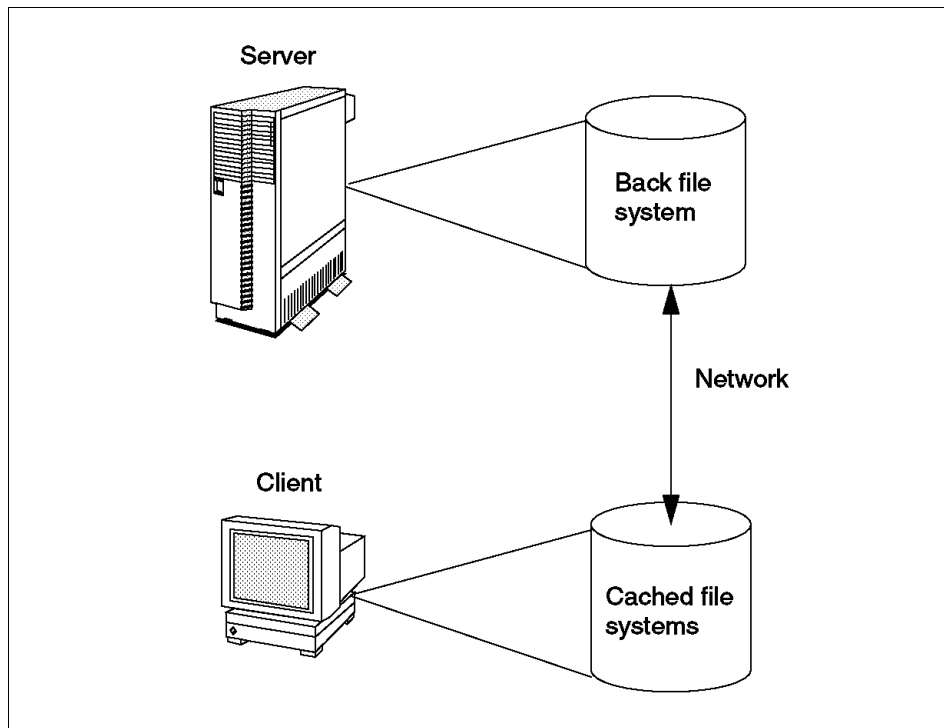 Server
Back file
system
Network
Client
Cached file
systems